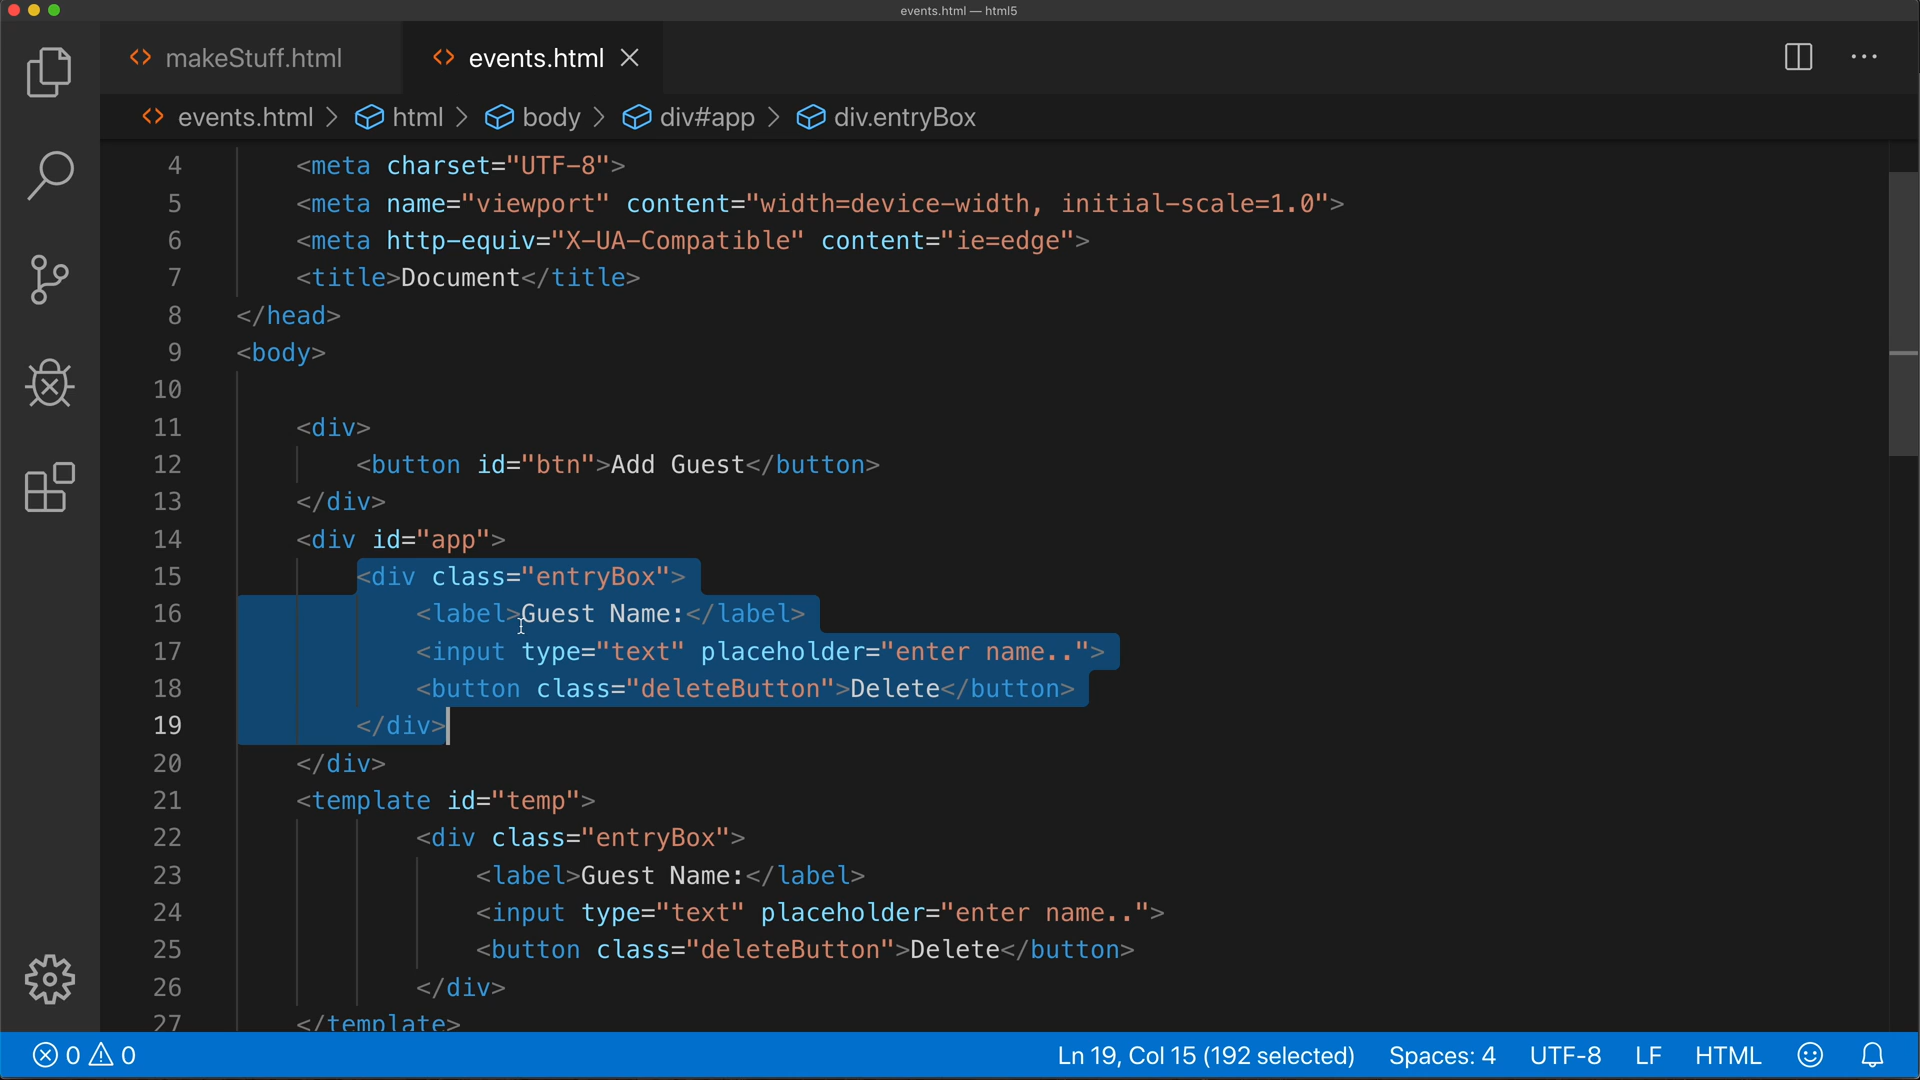 events.html — html5
makeStuff.html
events.html
events.html > html > body > div#app > div.entryBox
4 <meta charset="UTF-8">
5 <meta name="viewport" content="width=device-width, initial-scale=1.0">
6 <meta http-equiv="X-UA-Compatible" content="ie=edge">
7 <title>Document</title>
8 </head>
9 <body>
10
11 <div>
12 <button id="btn">Add Guest</button>
13 </div>
14 <div id="app">
15 <div class="entryBox">
16 <label>Guest Name:</label>
17 <input type="text" placeholder="enter name..">
18 <button class="deleteButton">Delete</button>
19 </div>
20 </div>
21 <template id="temp">
22 <div class="entryBox">
23 <label>Guest Name:</label>
24 <input type="text" placeholder="enter name..">
25 <button class="deleteButton">Delete</button>
26 </div>
27 </template>
0 0 Ln 19, Col 15 (192 selected) Spaces: 4 UTF-8 LF HTML